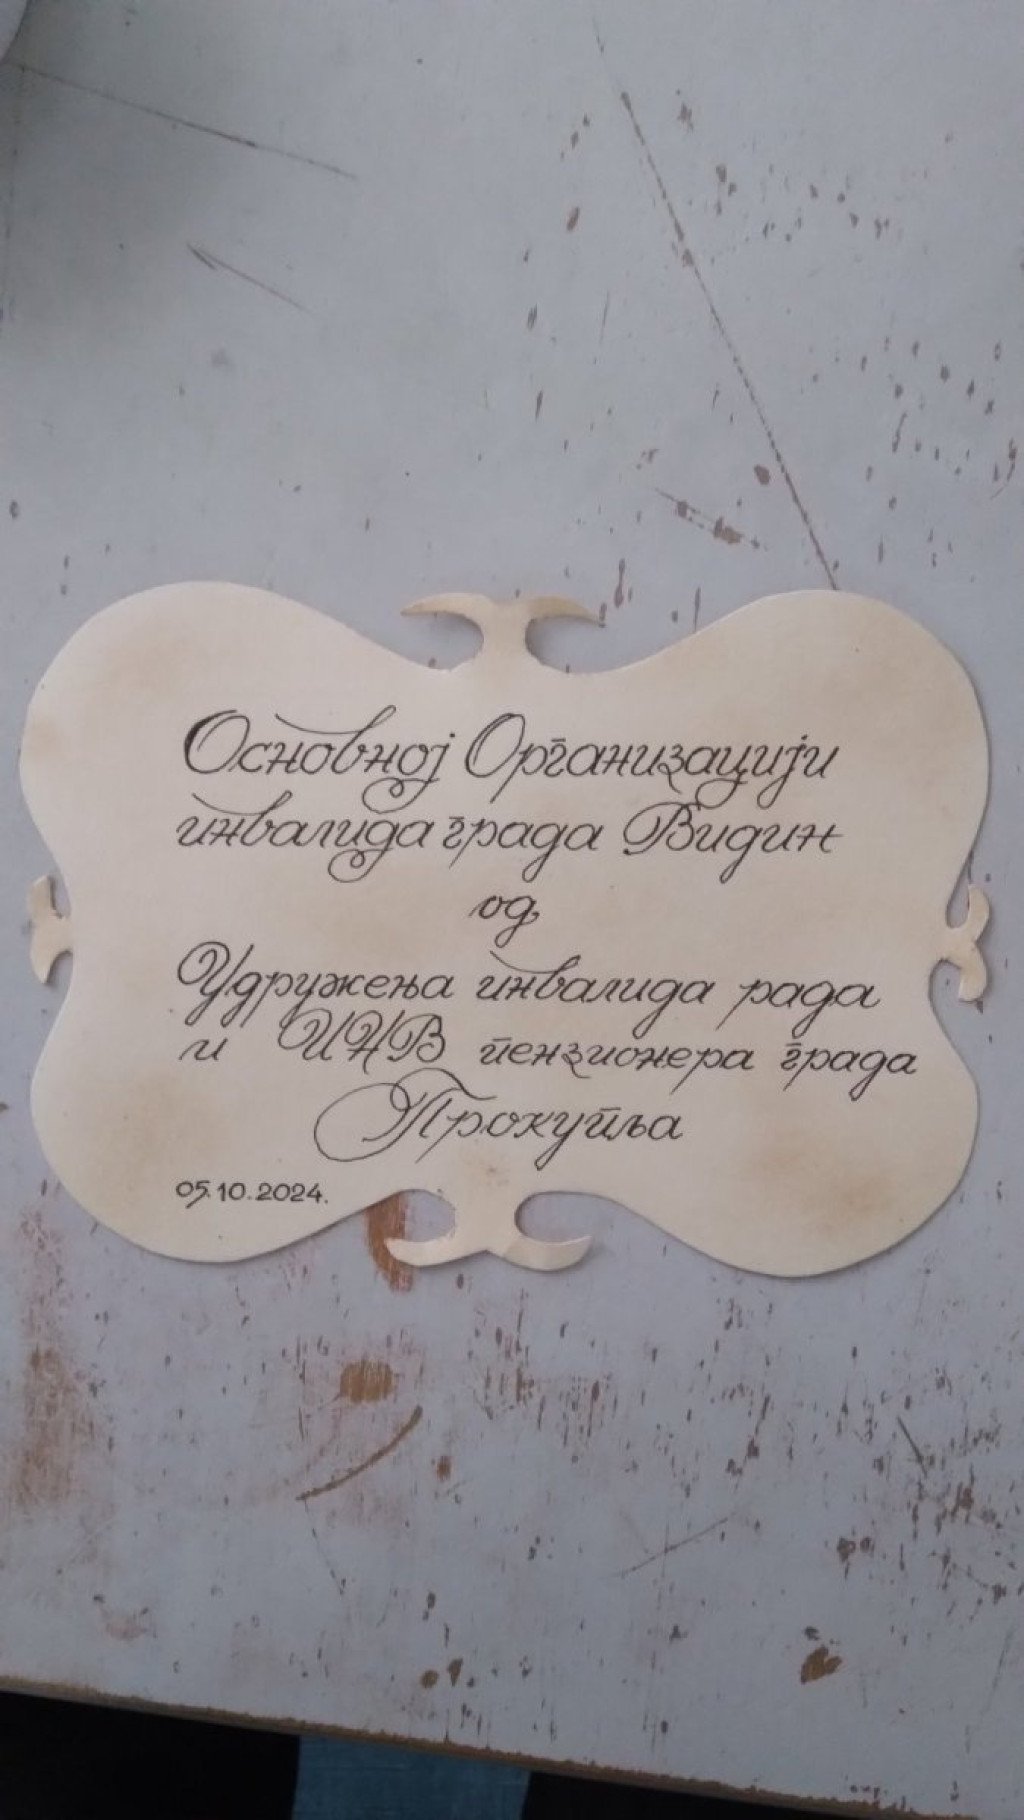 Основној Организацији
инвалида града Видин
од
Удружења инвалида рада
и ИНВ пензионера града
Прокупља
05.10.2024.